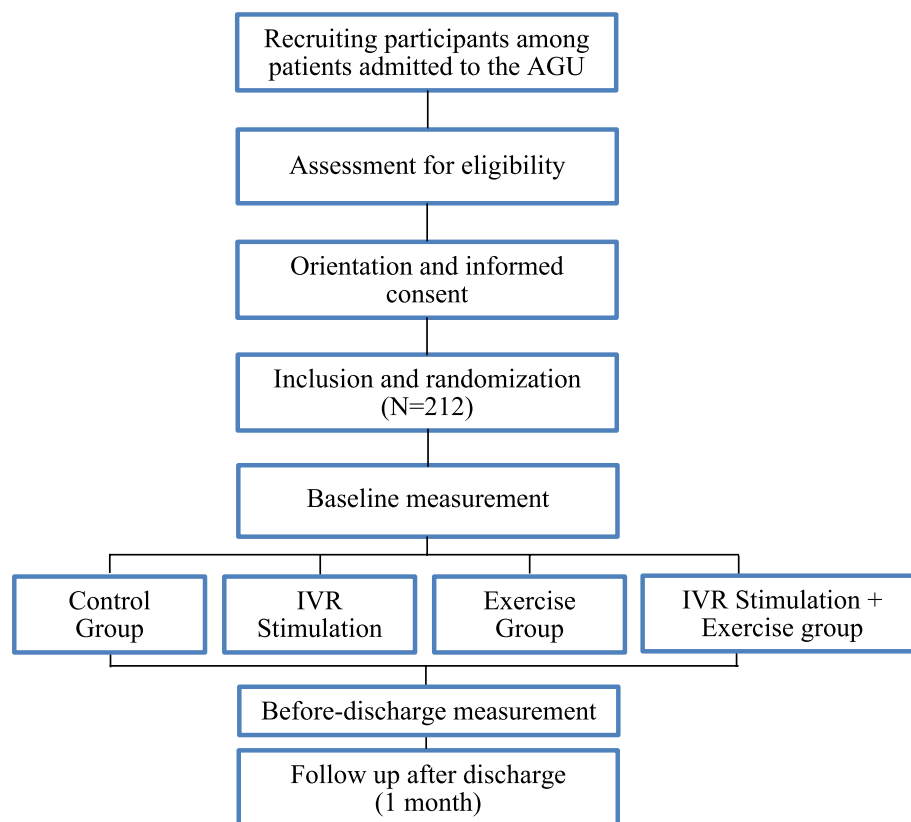 Recruiting participants among
patients admitted to the AGU
Assessment for eligibility
Orientation and informed
consent
Inclusion and randomization
(N=212)
Baseline measurement
Control
Group
IVR
Stimulation
Exercise
Group
IVR Stimulation +
Exercise group
Before-discharge measurement
Follow up after discharge
(1 month)